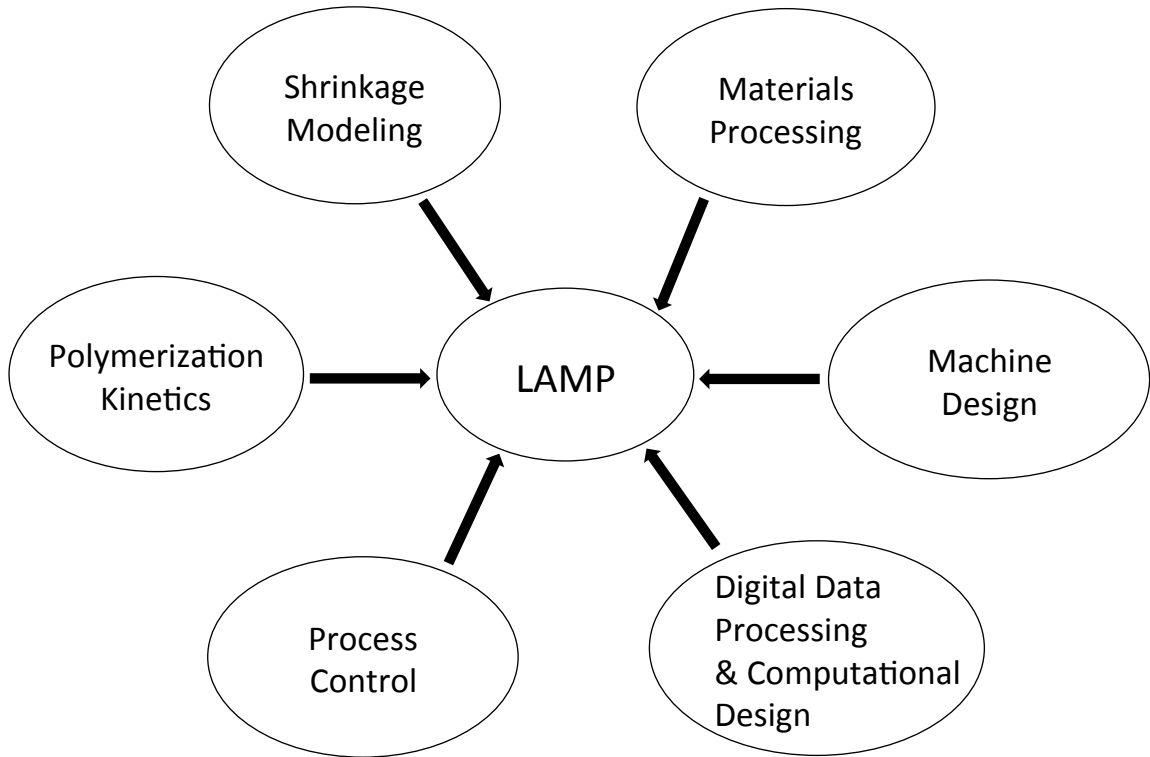 Shrinkage
Modeling
Materials
Processing
Polymerization
Kinetics
LAMP
Machine
Design
Process
Control
Digital Data
Processing
& Computational
Design